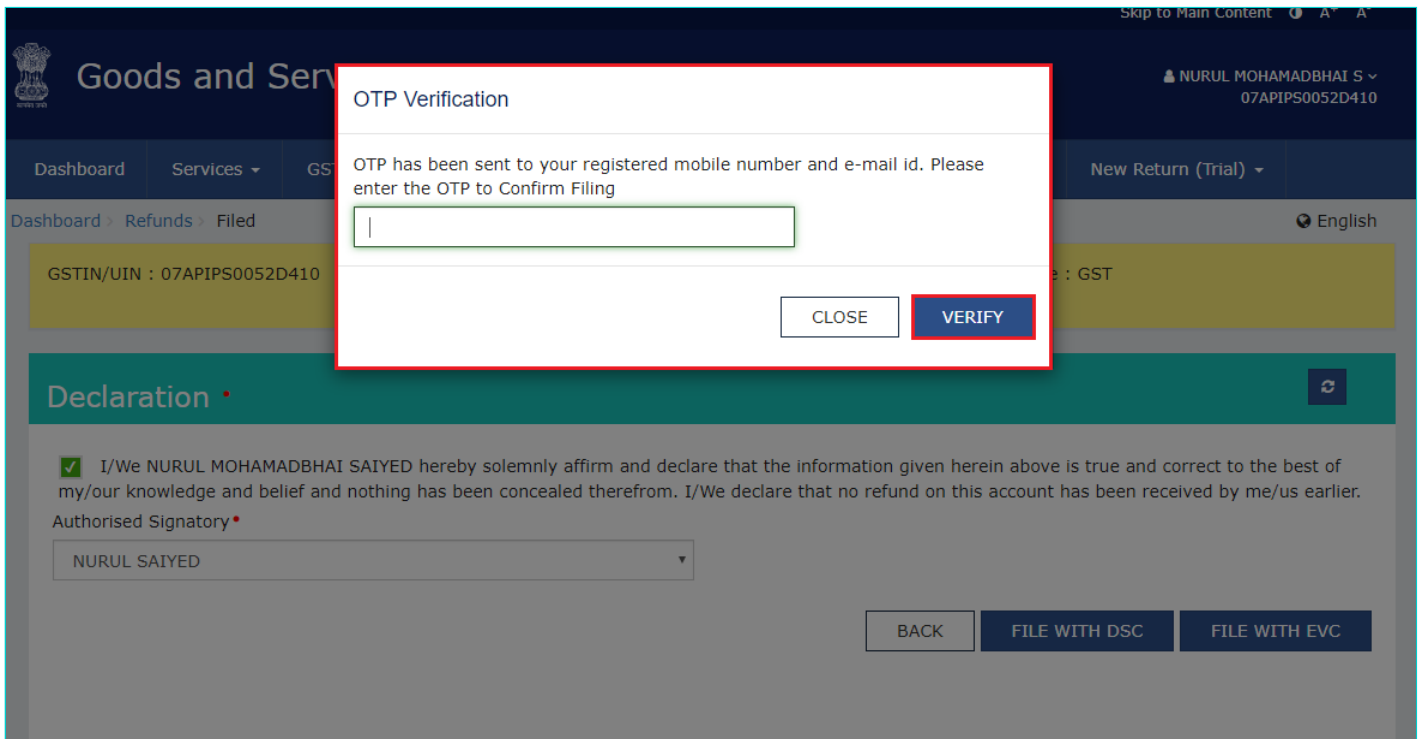 Skip to Main Content A+ A-
Goods and Serv
NURUL MOHAMADBHAI S
07APIPS0052D410
Dashboard Services GS New Return (Trial)
Dashboard > Refunds > Filed English
GSTIN/UIN : 07APIPS0052D410 e : GST
OTP Verification
OTP has been sent to your registered mobile number and e-mail id. Please
enter the OTP to Confirm Filing
CLOSE VERIFY
Declaration •
I/We NURUL MOHAMADBHAI SAIYED hereby solemnly affirm and declare that the information given herein above is true and correct to the best of
my/our knowledge and belief and nothing has been concealed therefrom. I/We declare that no refund on this account has been received by me/us earlier.
Authorised Signatory •
NURUL SAIYED
BACK FILE WITH DSC FILE WITH EVC